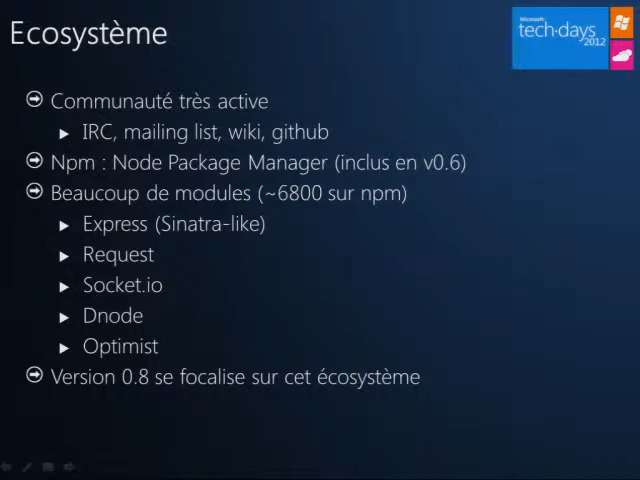 Ecosystème
Microsoft
tech·days
2012
Communauté très active
IRC, mailing list, wiki, github
Npm : Node Package Manager (inclus en v0.6)
Beaucoup de modules (~6800 sur npm)
Express (Sinatra-like)
Request
Socket.io
Dnode
Optimist
Version 0.8 se focalise sur cet écosystème